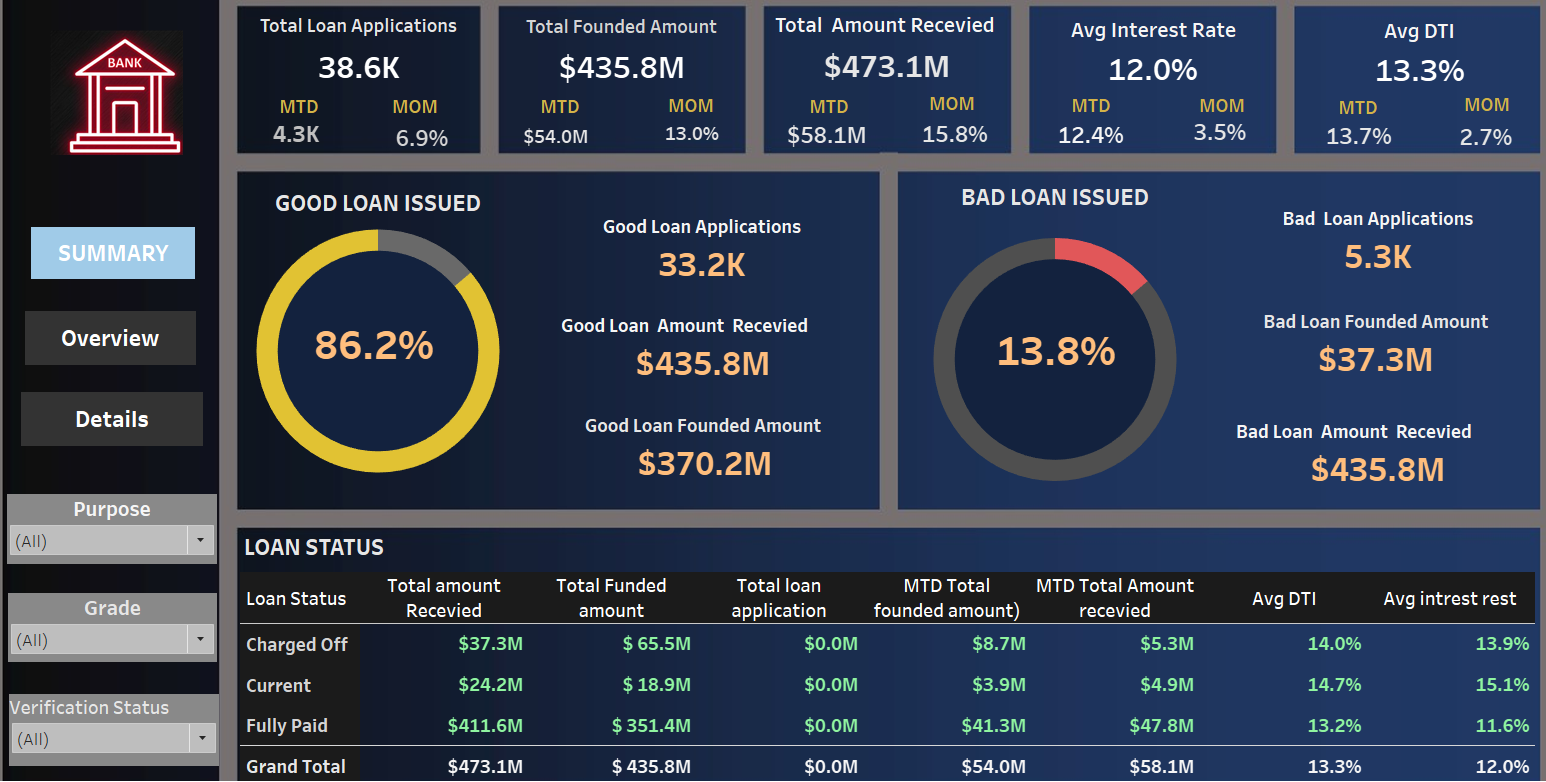 BANK
SUMMARY
Overview
Details
Purpose
(All)
Grade
(All)
Verification Status
(All)
Total Loan Applications
38.6K
MTD MOM
4.3K 6.9%
Total Founded Amount
$435.8M
MTD MOM
$54.0M 13.0%
Total Amount Recevied
$473.1M
MTD MOM
$58.1M 15.8%
Avg Interest Rate
12.0%
MTD MOM
12.4% 3.5%
Avg DTI
13.3%
MTD MOM
13.7% 2.7%
GOOD LOAN ISSUED
86.2%
Good Loan Applications
33.2K
Good Loan Amount Recevied
$435.8M
Good Loan Founded Amount
$370.2M
BAD LOAN ISSUED
13.8%
Bad Loan Applications
5.3K
Bad Loan Founded Amount
$37.3M
Bad Loan Amount Recevied
$435.8M
LOAN STATUS
Loan Status Total amount Recevied Total Funded amount Total loan application MTD Total founded amount) MTD Total Amount recevied Avg DTI Avg intrest rest
Charged Off $37.3M $ 65.5M $0.0M $8.7M $5.3M 14.0% 13.9%
Current $24.2M $ 18.9M $0.0M $3.9M $4.9M 14.7% 15.1%
Fully Paid $411.6M $ 351.4M $0.0M $41.3M $47.8M 13.2% 11.6%
Grand Total $473.1M $ 435.8M $0.0M $54.0M $58.1M 13.3% 12.0%